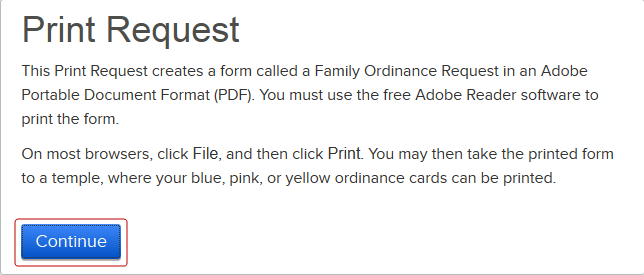 Print Request
This Print Request creates a form called a Family Ordinance Request in an Adobe
Portable Document Format (PDF). You must use the free Adobe Reader software to
print the form.
On most browsers, click File, and then click Print. You may then take the printed form
to a temple, where your blue, pink, or yellow ordinance cards can be printed.
Continue